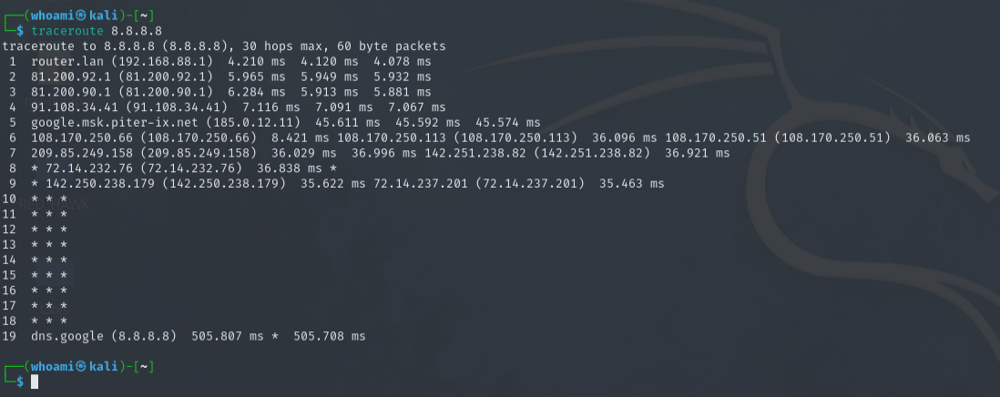 ┌──(whoami㉿kali)-[~]
└─$ traceroute 8.8.8.8
traceroute to 8.8.8.8 (8.8.8.8), 30 hops max, 60 byte packets
 1  router.lan (192.168.88.1)  4.210 ms  4.120 ms  4.078 ms
 2  81.200.92.1 (81.200.92.1)  5.965 ms  5.949 ms  5.932 ms
 3  81.200.90.1 (81.200.90.1)  6.284 ms  5.913 ms  5.881 ms
 4  91.108.34.41 (91.108.34.41)  7.116 ms  7.091 ms  7.067 ms
 5  google.msk.piter-ix.net (185.0.12.11)  45.611 ms  45.592 ms  45.574 ms
 6  108.170.250.66 (108.170.250.66)  8.421 ms 108.170.250.113 (108.170.250.113)  36.096 ms 108.170.250.51 (108.170.250.51)  36.063 ms
 7  209.85.249.158 (209.85.249.158)  36.029 ms  36.996 ms 142.251.238.82 (142.251.238.82)  36.921 ms
 8  * 72.14.232.76 (72.14.232.76)  36.838 ms *
 9  * 142.250.238.179 (142.250.238.179)  35.622 ms 72.14.237.201 (72.14.237.201)  35.463 ms
10  * * *
RED HAWK
11  * * *
12  * * *
13  * * *
14  * * *
15  * * *
16  * * *
17  * * *
18  * * *
19  dns.google (8.8.8.8)  505.807 ms *  505.708 ms
┌──(whoami㉿kali)-[~]
└─$